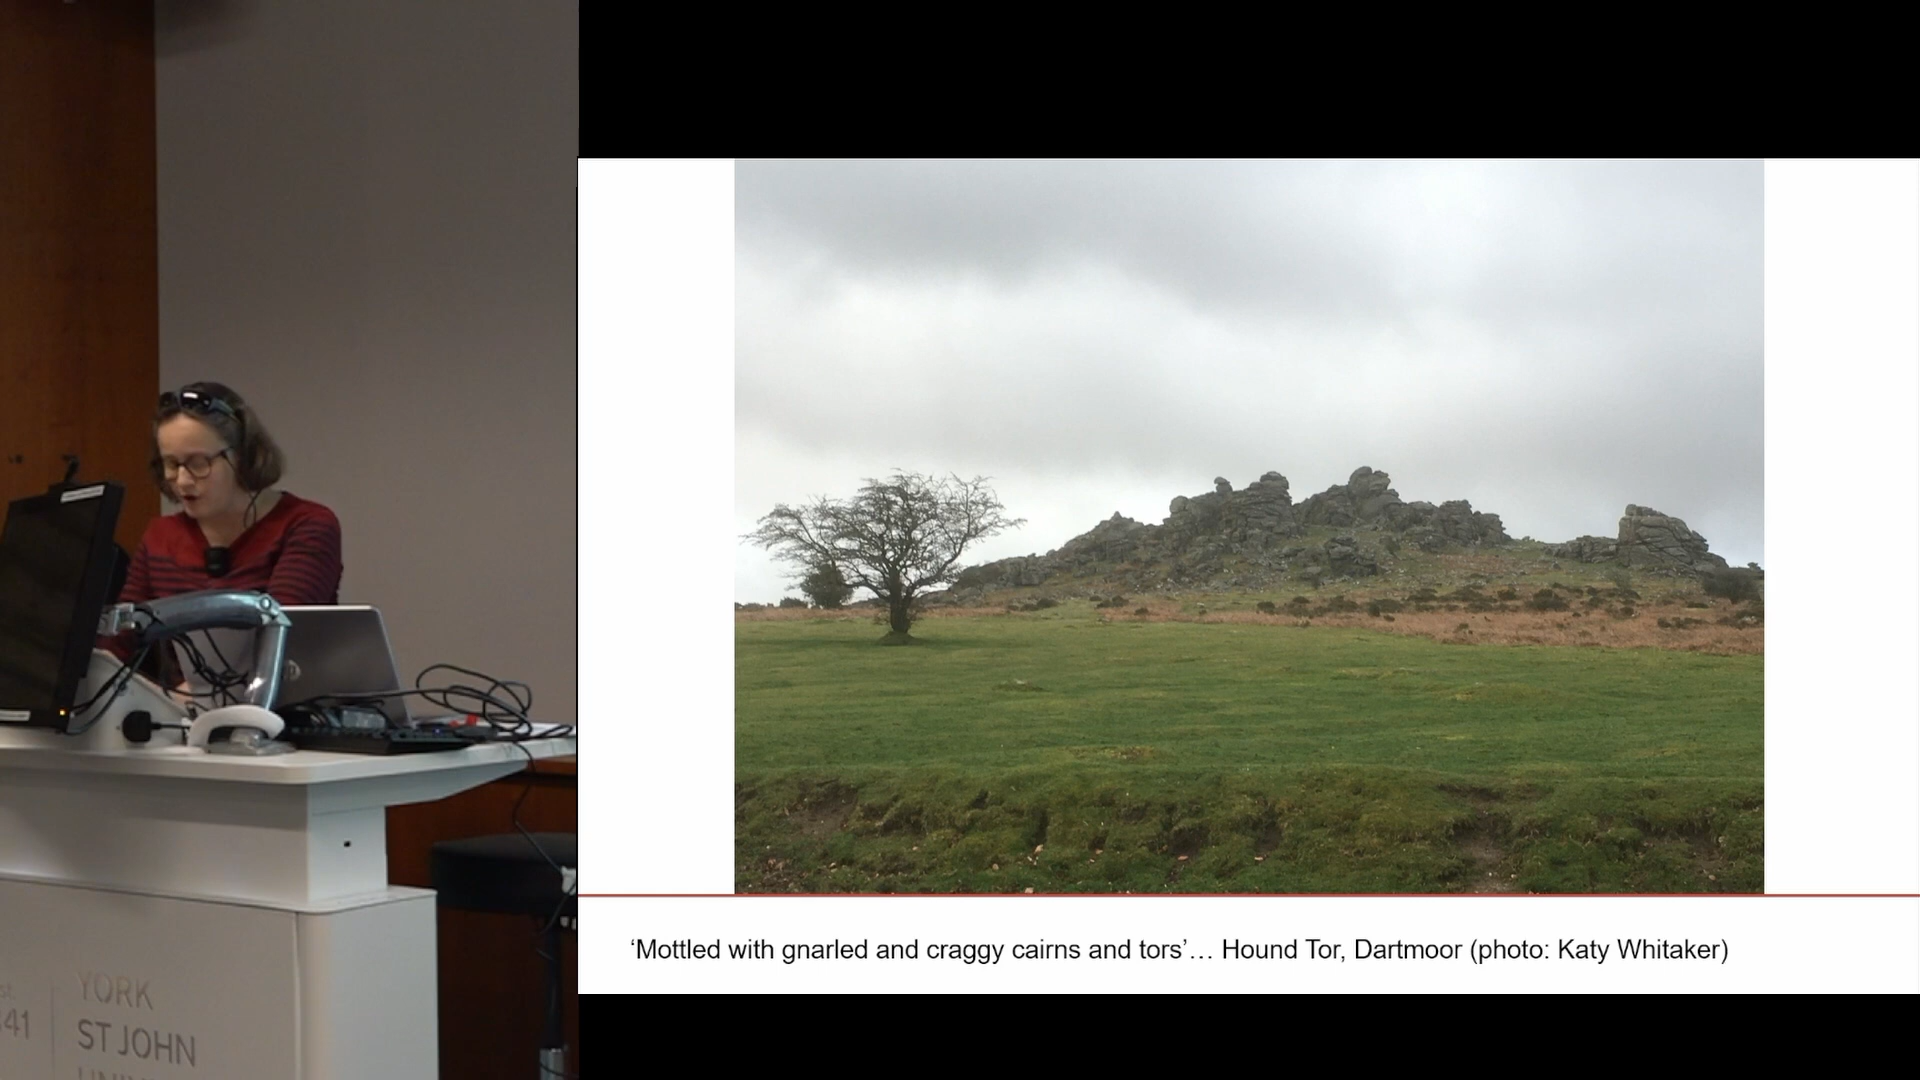 ‘Mottled with gnarled and craggy cairns and tors’… Hound Tor, Dartmoor (photo: Katy Whitaker)
YORK
ST JOHN